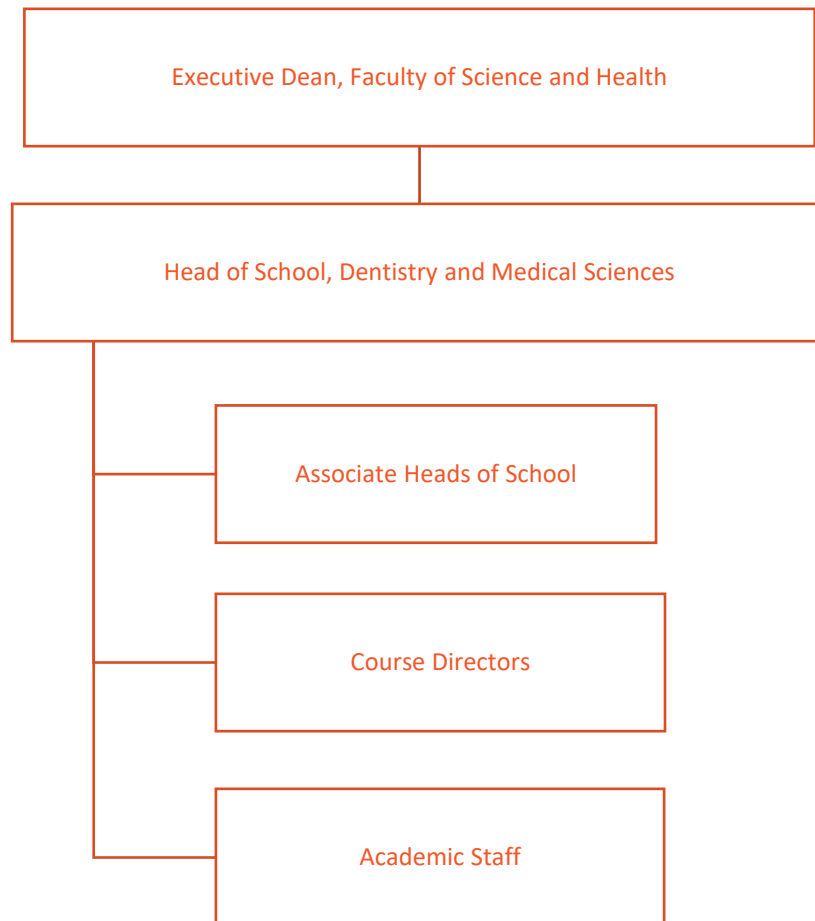 Executive Dean, Faculty of Science and Health
Head of School, Dentistry and Medical Sciences
Associate Heads of School
Course Directors
Academic Staff